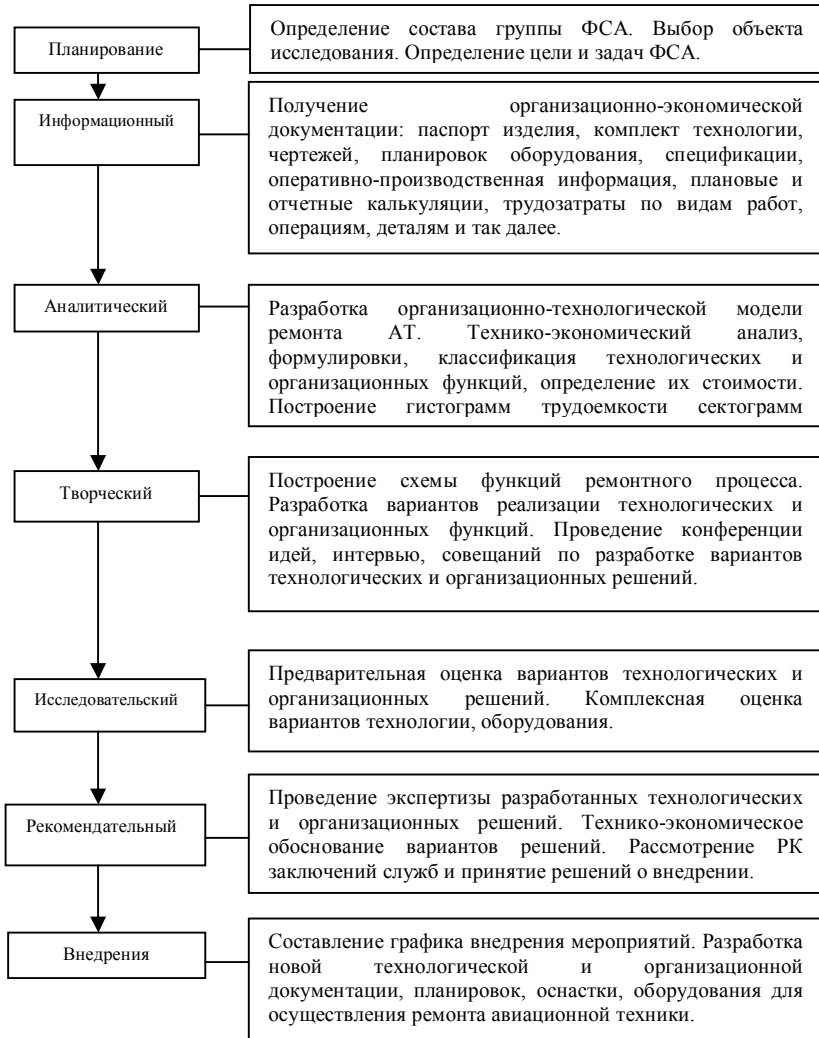 Планирование
Определение состава группы ФСА. Выбор объекта
исследования. Определение цели и задач ФСА.
Информационный
Получение организационно-экономической
документации: паспорт изделия, комплект технологии,
чертежей, планировок оборудования, спецификации,
оперативно-производственная информация, плановые и
отчетные калькуляции, трудозатраты по видам работ,
операциям, деталям и так далее.
Аналитический
Разработка организационно-технологической модели
ремонта АТ. Технико-экономический анализ,
формулировки, классификация технологических и
организационных функций, определение их стоимости.
Построение гистограмм трудоемкости сектограмм
Творческий
Построение схемы функций ремонтного процесса.
Разработка вариантов реализации технологических и
организационных функций. Проведение конференции
идей, интервью, совещаний по разработке вариантов
технологических и организационных решений.
Исследовательский
Предварительная оценка вариантов технологических и
организационных решений. Комплексная оценка
вариантов технологии, оборудования.
Рекомендательный
Проведение экспертизы разработанных технологических
и организационных решений. Технико-экономическое
обоснование вариантов решений. Рассмотрение РК
заключений служб и принятие решений о внедрении.
Внедрения
Составление графика внедрения мероприятий. Разработка
новой технологической и организационной
документации, планировок, оснастки, оборудования для
осуществления ремонта авиационной техники.